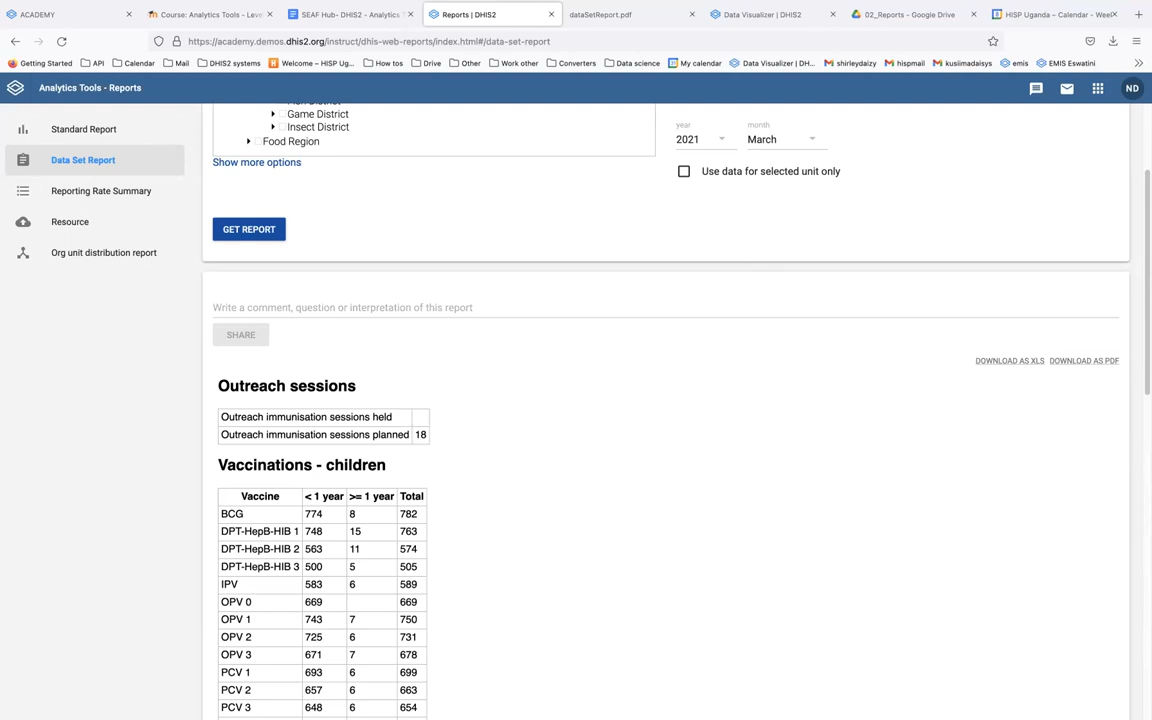 ACADEMY
Course: Analytics Tools - Leve
SEAF Hub- DHIS2 - Analytics T
Reports | DHIS2
dataSetReport.pdf
Data Visualizer | DHIS2
02_Reports - Google Drive
HISP Uganda - Calendar - Week
https://academy.demos.dhis2.org/instruct/dhis-web-reports/index.html#/data-set-report
Getting Started
API
Calendar
Mail
DHIS2 systems
Welcome – HISP Ug...
How tos
Drive
Other
Work other
Converters
Data science
My calendar
Data Visualizer | DH...
shirleydaizy
hispmail
kusiimadaisys
emis
EMIS Eswatini
Analytics Tools - Reports
ND
Standard Report
Data Set Report
Reporting Rate Summary
Resource
Org unit distribution report
Game District
Insect District
Food Region
Show more options
year
month
2021
March
Use data for selected unit only
GET REPORT
Write a comment, question or interpretation of this report
SHARE
DOWNLOAD AS XLS DOWNLOAD AS PDF
Outreach sessions
Outreach immunisation sessions held
Outreach immunisation sessions planned 18
Vaccinations - children
Vaccine < 1 year >= 1 year Total
BCG 774 8 782
DPT-HepB-HIB 1 748 15 763
DPT-HepB-HIB 2 563 11 574
DPT-HepB-HIB 3 500 5 505
IPV 583 6 589
OPV 0 669 669
OPV 1 743 7 750
OPV 2 725 6 731
OPV 3 671 7 678
PCV 1 693 6 699
PCV 2 657 6 663
PCV 3 648 6 654